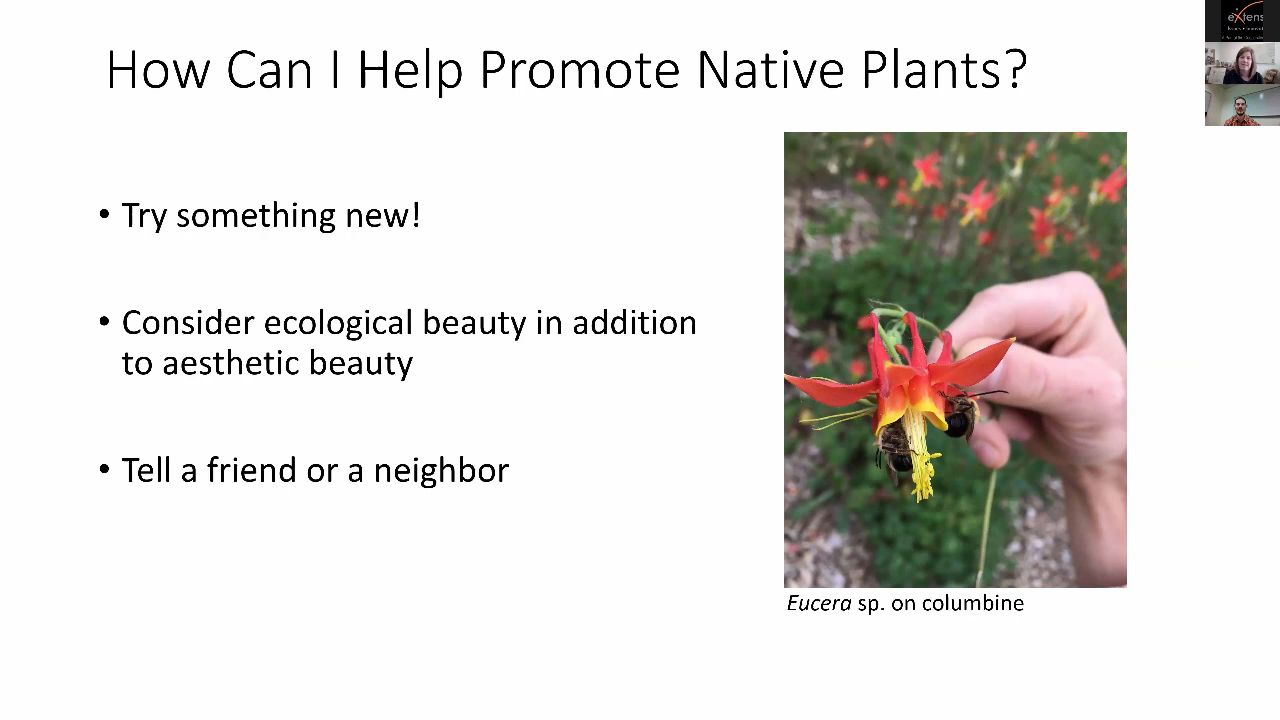 How Can I Help Promote Native Plants?
• Try something new!
• Consider ecological beauty in addition
to aesthetic beauty
• Tell a friend or a neighbor
Eucera sp. on columbine
eXtens